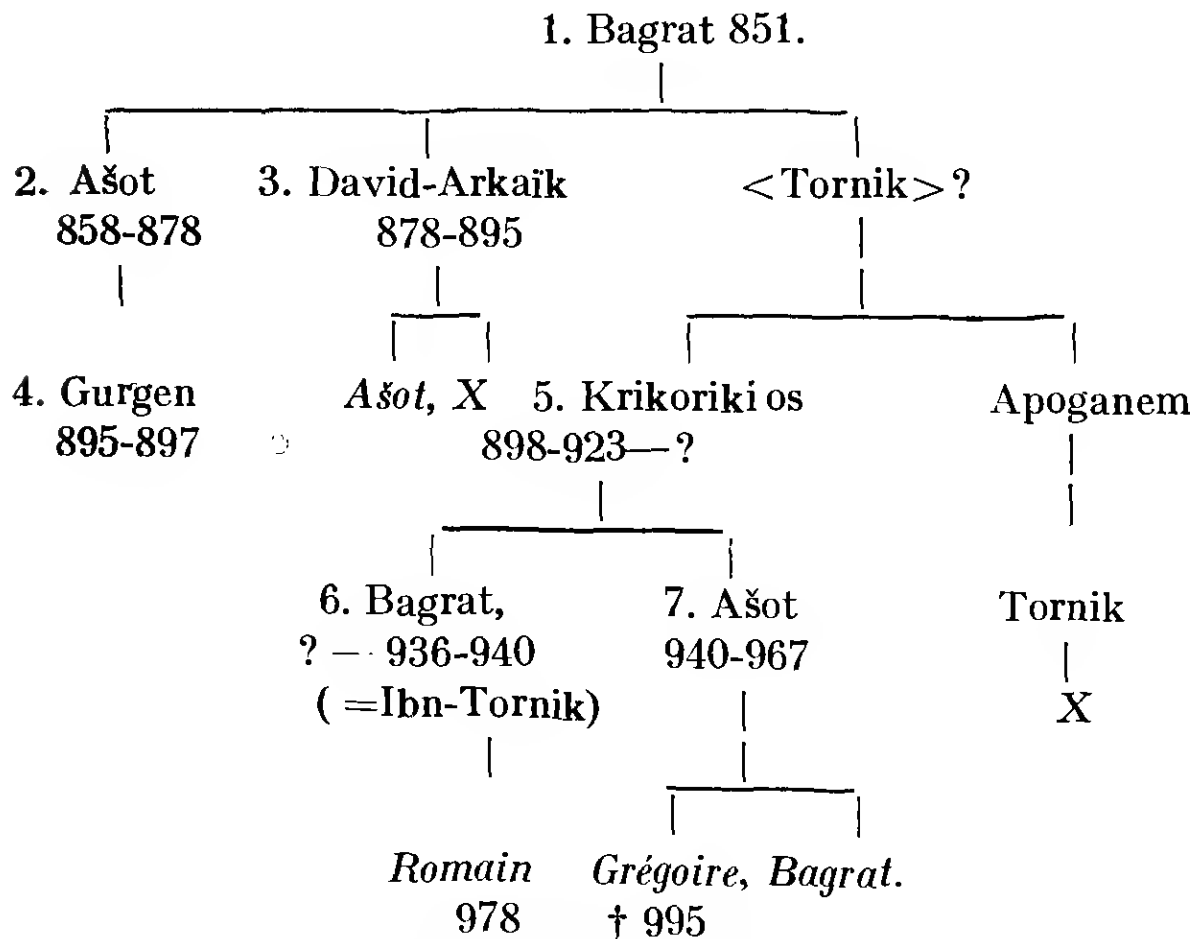 1. Bagrat 851.
2. Ašot 3. David-Arkaïk <Tornik>?
858-878 878-895
4. Gurgen Ašot, X 5. Krikorikios Apoganem
895-897 898-923—?
6. Bagrat, 7. Ašot Tornik
? — 936-940 940-967
(=Ibn-Tornik) X
Romain Grégoire, Bagrat.
978 † 995